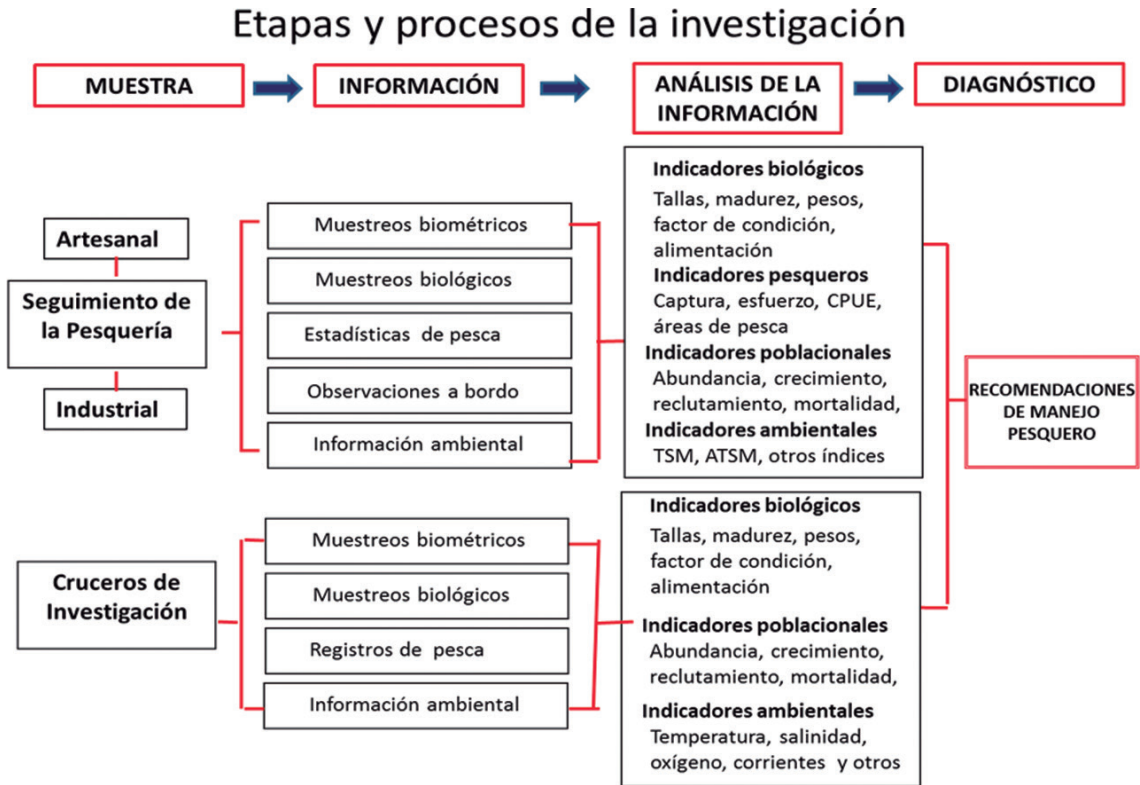 Etapas y procesos de la investigación
MUESTRA
INFORMACIÓN
ANÁLISIS DE LA
INFORMACIÓN
DIAGNÓSTICO
Artesanal
Seguimiento de
la Pesquería
Industrial
Muestreos biométricos
Muestreos biológicos
Estadísticas de pesca
Observaciones a bordo
Información ambiental
Indicadores biológicos
Tallas, madurez, pesos,
factor de condición,
alimentación
Indicadores pesqueros
Captura, esfuerzo, CPUE,
áreas de pesca
Indicadores poblacionales
Abundancia, crecimiento,
reclutamiento, mortalidad,
Indicadores ambientales
TSM, ATSM, otros índices
RECOMENDACIONES
DE MANEJO
PESQUERO
Cruceros de
Investigación
Muestreos biométricos
Muestreos biológicos
Registros de pesca
Información ambiental
Indicadores biológicos
Tallas, madurez, pesos,
factor de condición,
alimentación
Indicadores poblacionales
Abundancia, crecimiento,
reclutamiento, mortalidad,
Indicadores ambientales
Temperatura, salinidad,
oxígeno, corrientes y otros